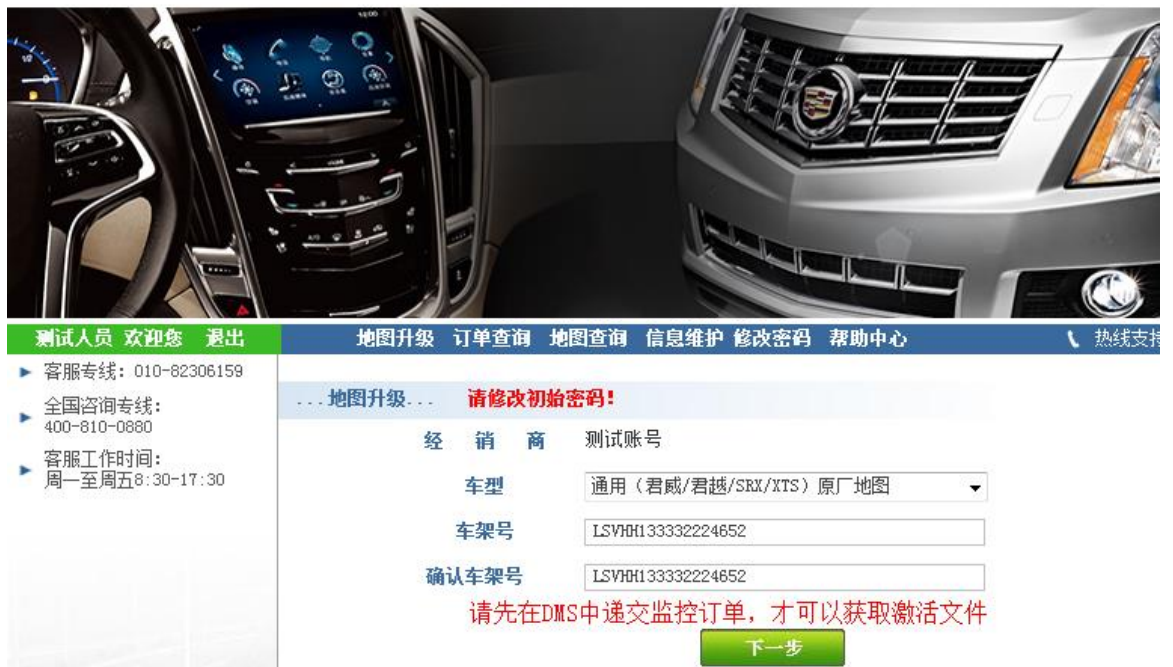 测试人员 欢迎您 退出
地图升级 订单查询 地图查询 信息维护 修改密码 帮助中心
热线支持
客服专线：010-82306159
全国咨询专线：
400-810-0880
客服工作时间：
周一至周五8:30-17:30
...地图升级... 请修改初始密码！
经 销 商 测试账号
车型 通用（君威/君越/SRX/XTS）原厂地图
车架号 LSVHH133332224652
确认车架号 LSVHH133332224652
请先在DMS中递交监控订单，才可以获取激活文件
下一步